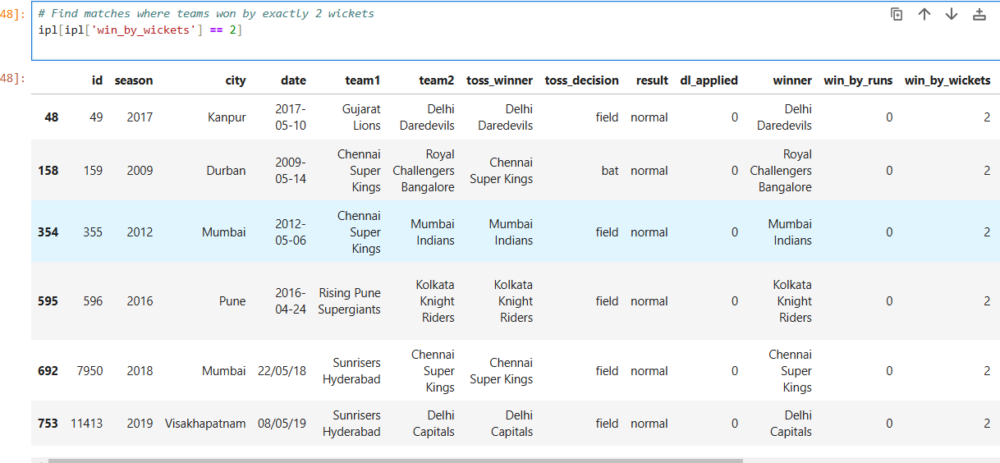 48]:
# Find matches where teams won by exactly 2 wickets
ipl[ipl['win_by_wickets'] == 2]
48]:
id season city date team1 team2 toss_winner toss_decision result dl_applied winner win_by_runs win_by_wickets
48 49 2017 Kanpur 2017-05-10 Gujarat Lions Delhi Daredevils Delhi Daredevils field normal 0 Delhi Daredevils 0 2
158 159 2009 Durban 2009-05-14 Chennai Super Kings Royal Challengers Bangalore Chennai Super Kings bat normal 0 Royal Challengers Bangalore 0 2
354 355 2012 Mumbai 2012-05-06 Chennai Super Kings Mumbai Indians Mumbai Indians field normal 0 Mumbai Indians 0 2
595 596 2016 Pune 2016-04-24 Rising Pune Supergiants Kolkata Knight Riders Kolkata Knight Riders field normal 0 Kolkata Knight Riders 0 2
692 7950 2018 Mumbai 22/05/18 Sunrisers Hyderabad Chennai Super Kings Chennai Super Kings field normal 0 Chennai Super Kings 0 2
753 11413 2019 Visakhapatnam 08/05/19 Sunrisers Hyderabad Delhi Capitals Delhi Capitals field normal 0 Delhi Capitals 0 2